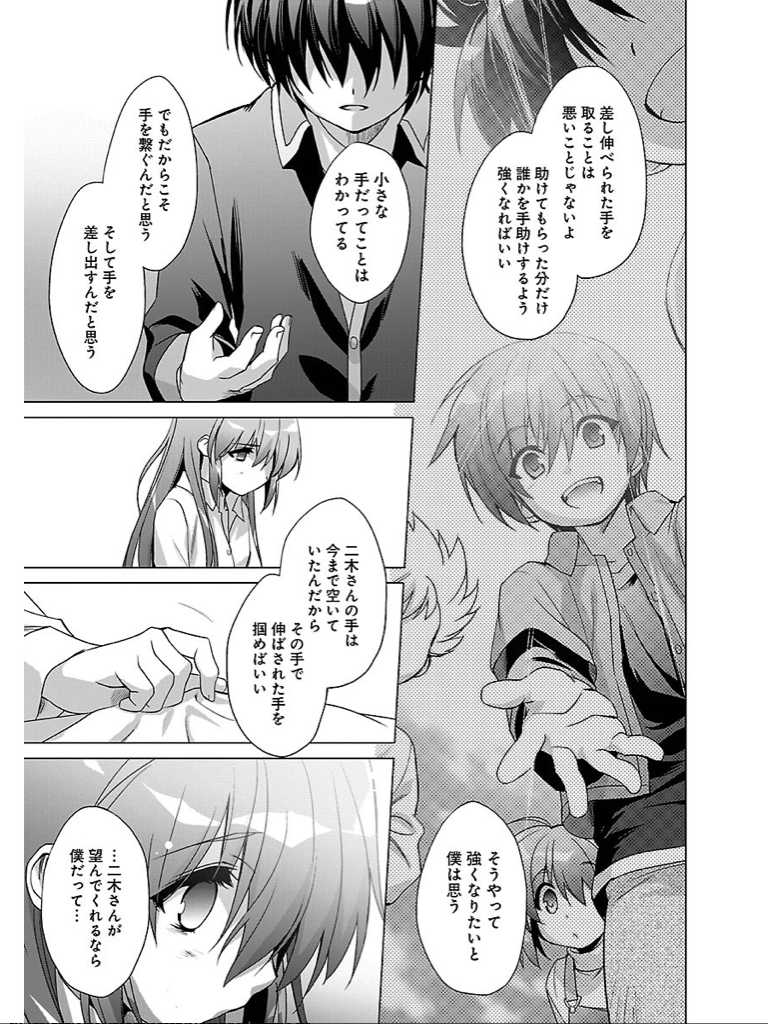 差し伸べられた手を
取ることは
悪いことじゃないよ
助けてもらった分だけ
誰かを手助けするよう
強くなればいい
小さな
手だってことは
わかってる
でもだからこそ
手を繋ぐんだと思う
そして手を
差し出すんだと思う
二木さんの手は
今まで空いて
いたんだから
その手で
伸ばされた手を
掴めばいい
そうやって
強くなりたいと
僕は思う
…二木さんが
望んでくれるなら
僕だって…